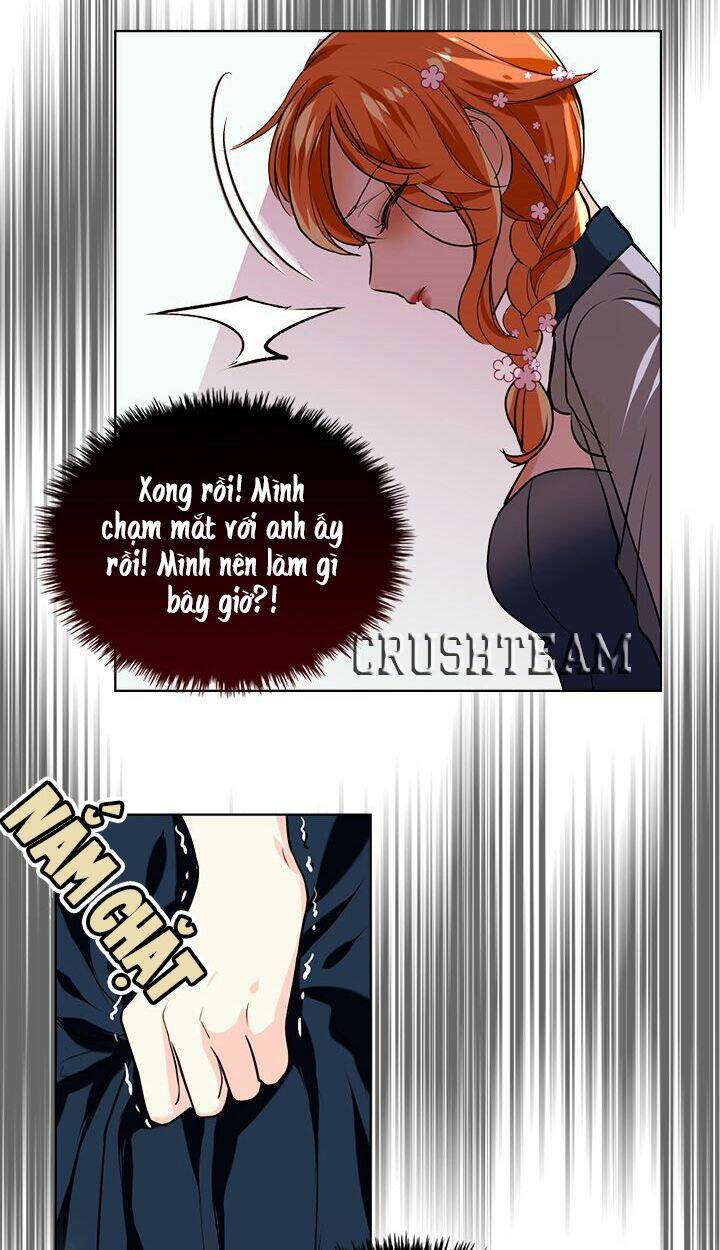 Xong rồi! Mình
chạm mắt với anh ấy
rồi! Mình nên làm gì
bây giờ?!
CRUSHTEAM
NẮM CHẶT